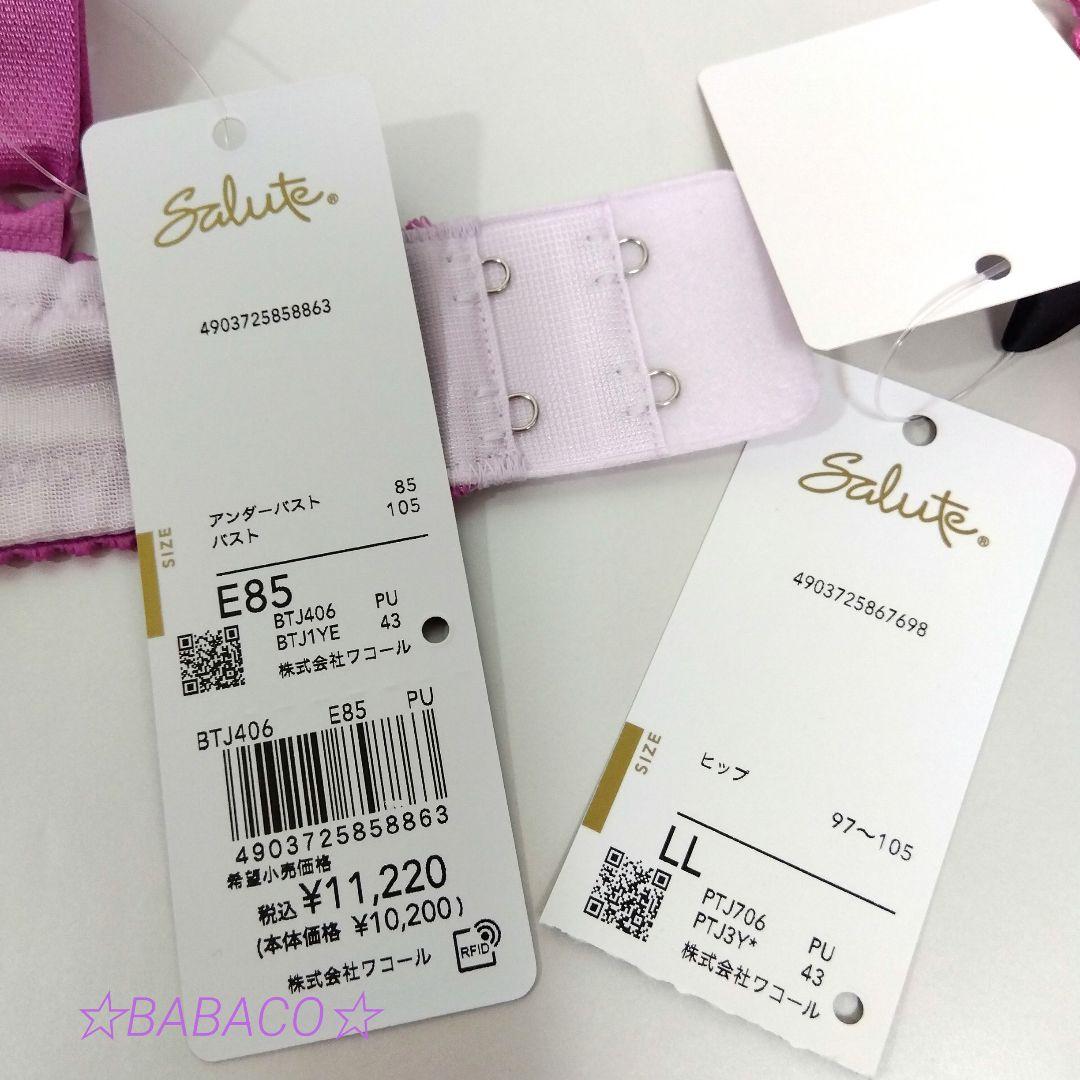 Salute®
4903725858863
アンダーバスト 85
バスト 105
SIZE
E85
BTJ406 PU
BTJ1YE 43
株式会社ワコール
BTJ406 E85 PU
4903725858863
希望小売価格
税込 ¥11,220
(本体価格 ¥10,200)
株式会社ワコール
RFID
Salute®
4903725867698
SIZE
ヒップ
97～105
LL
PTJ706 PU
PTJ3Y* 43
株式会社ワコール
☆BABACO☆